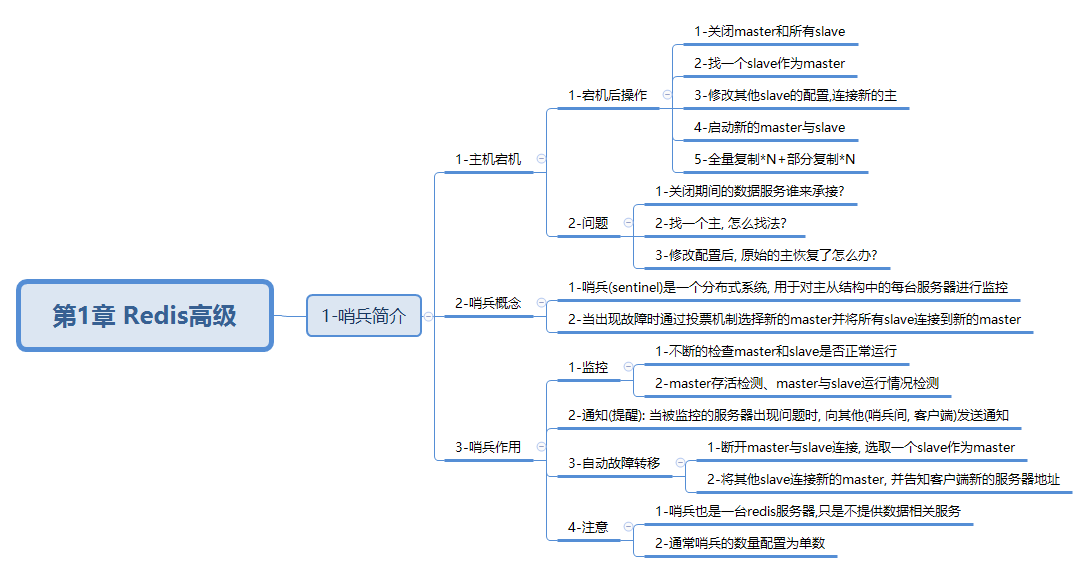 第1章 Redis高级
1-哨兵简介
1-主机宕机
1-宕机后操作
1-关闭master和所有slave
2-找一个slave作为master
3-修改其他slave的配置,连接新的主
4-启动新的master与slave
5-全量复制*N+部分复制*N
2-问题
1-关闭期间的数据服务谁来承接?
2-找一个主, 怎么找法?
3-修改配置后, 原始的主恢复了怎么办?
2-哨兵概念
1-哨兵(sentinel)是一个分布式系统, 用于对主从结构中的每台服务器进行监控
2-当出现故障时通过投票机制选择新的master并将所有slave连接到新的master
3-哨兵作用
1-监控
1-不断的检查master和slave是否正常运行
2-master存活检测、master与slave运行情况检测
2-通知(提醒): 当被监控的服务器出现问题时, 向其他(哨兵间, 客户端)发送通知
3-自动故障转移
1-断开master与slave连接, 选取一个slave作为master
2-将其他slave连接新的master, 并告知客户端新的服务器地址
4-注意
1-哨兵也是一台redis服务器,只是不提供数据相关服务
2-通常哨兵的数量配置为单数